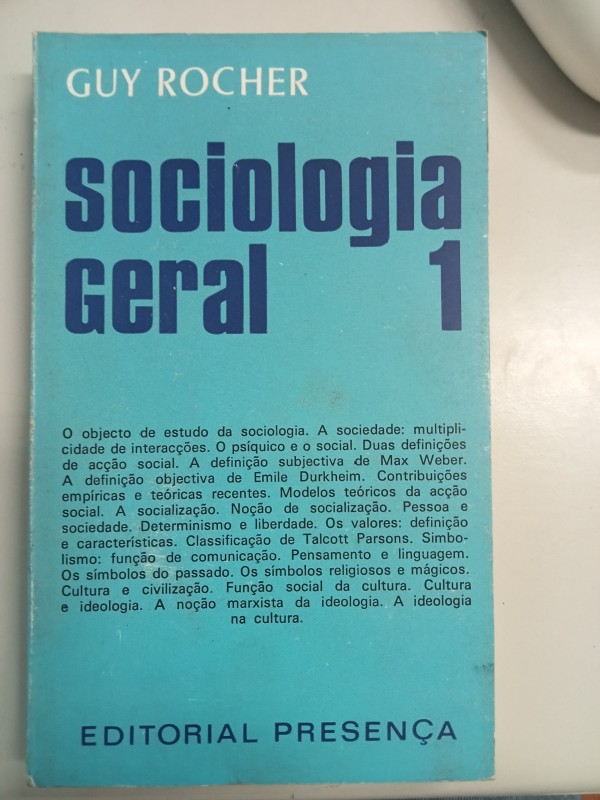 GUY ROCHER
sociologia
Geral 1
O objecto de estudo da sociologia. A sociedade: multipli-
cidade de interacções. O psíquico e o social. Duas definições
de acção social. A definição subjectiva de Max Weber.
A definição objectiva de Emile Durkheim. Contribuições
empíricas e teóricas recentes. Modelos teóricos da acção
social. A socialização. Noção de socialização. Pessoa e
sociedade. Determinismo e liberdade. Os valores: definição
e características. Classificação de Talcott Parsons. Simbo-
lismo: função de comunicação. Pensamento e linguagem.
Os símbolos do passado. Os símbolos religiosos e mágicos.
Cultura e civilização. Função social da cultura. Cultura
e ideologia. A noção marxista da ideologia. A ideologia
na cultura.
EDITORIAL PRESENÇA